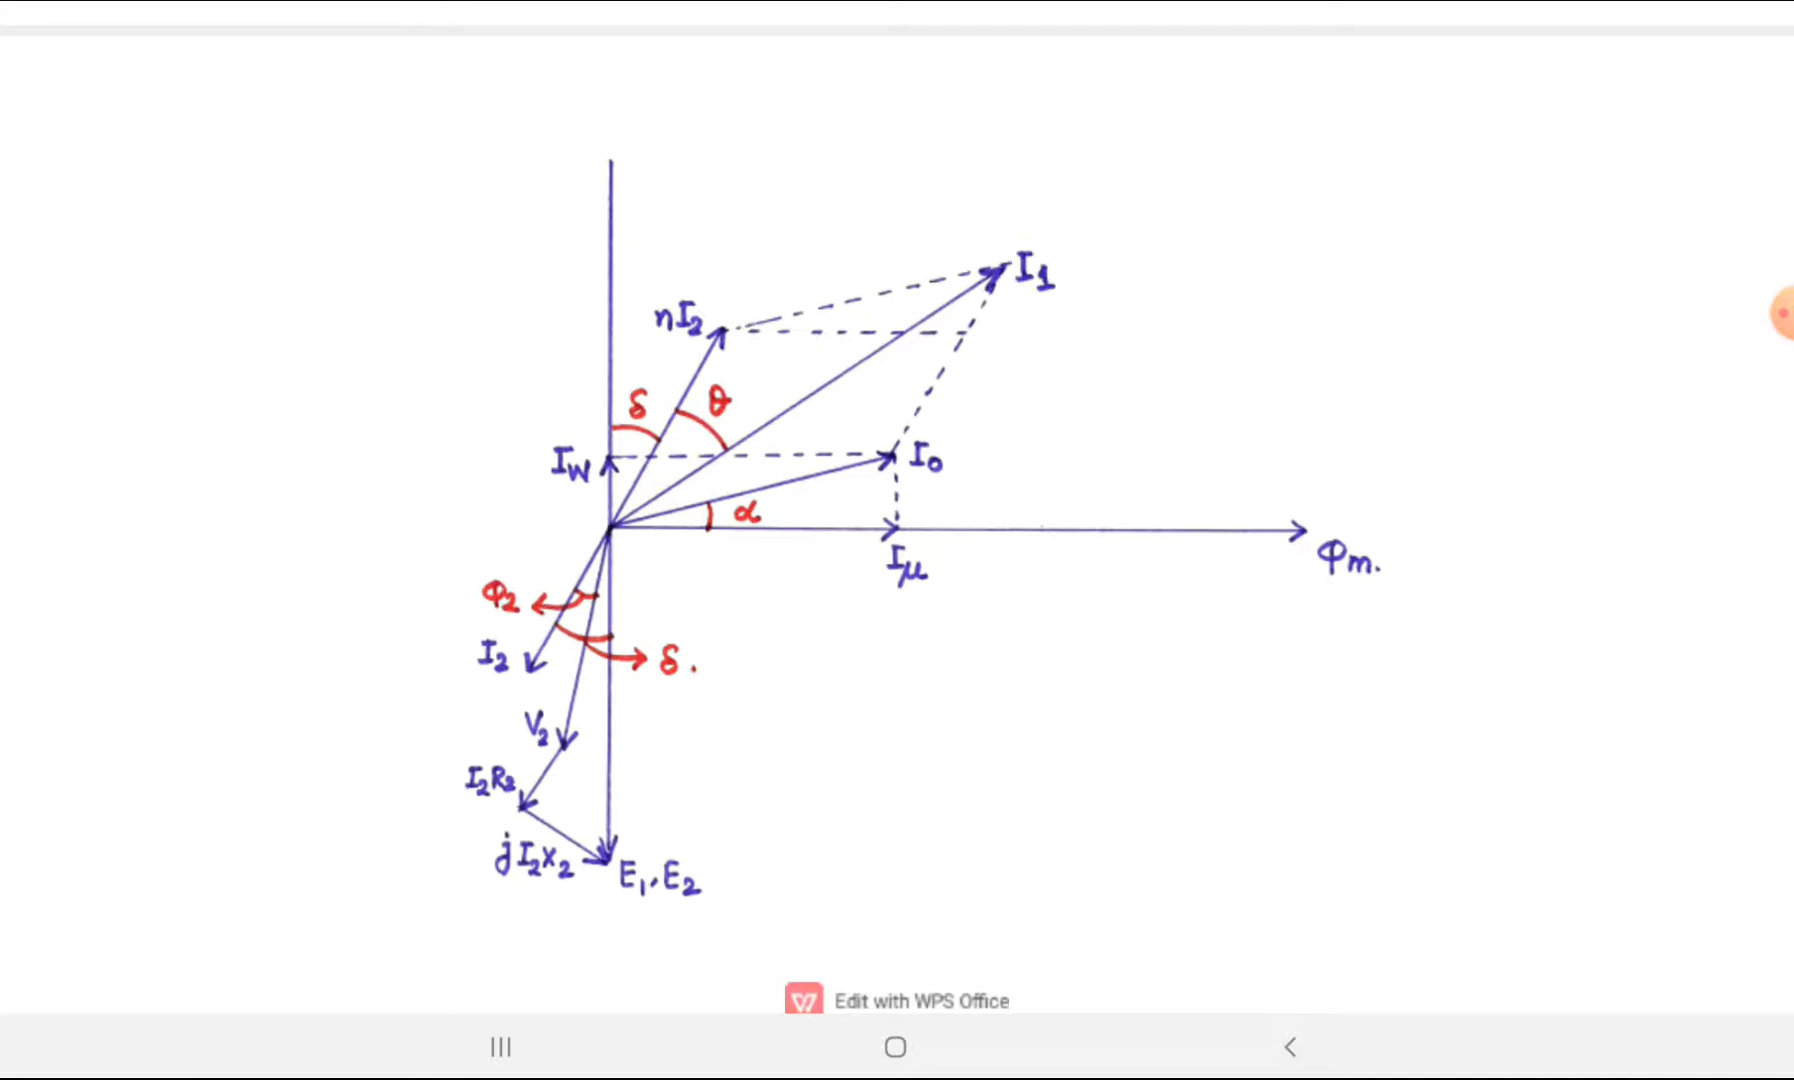 I1
nI2
δ
θ
IW
I0
α
Iμ
Φm.
Φ2
I2
δ.
V2
I2R2
jI2X2
E1,E2
Edit with WPS Office